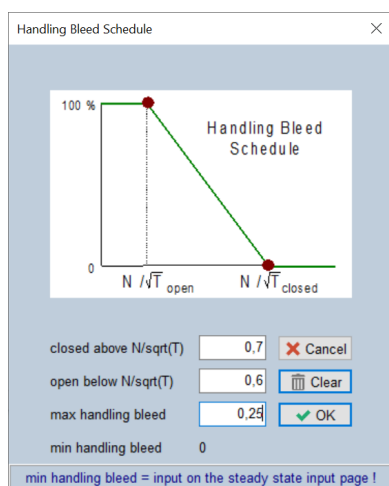 Handling Bleed Schedule
100 %
Handling Bleed
Schedule
0
N /√T open
N /√T closed
closed above N/sqrt(T) 0,7 Cancel
open below N/sqrt(T) 0,6 Clear
max handling bleed 0,25 OK
min handling bleed 0
min handling bleed = input on the steady state input page !